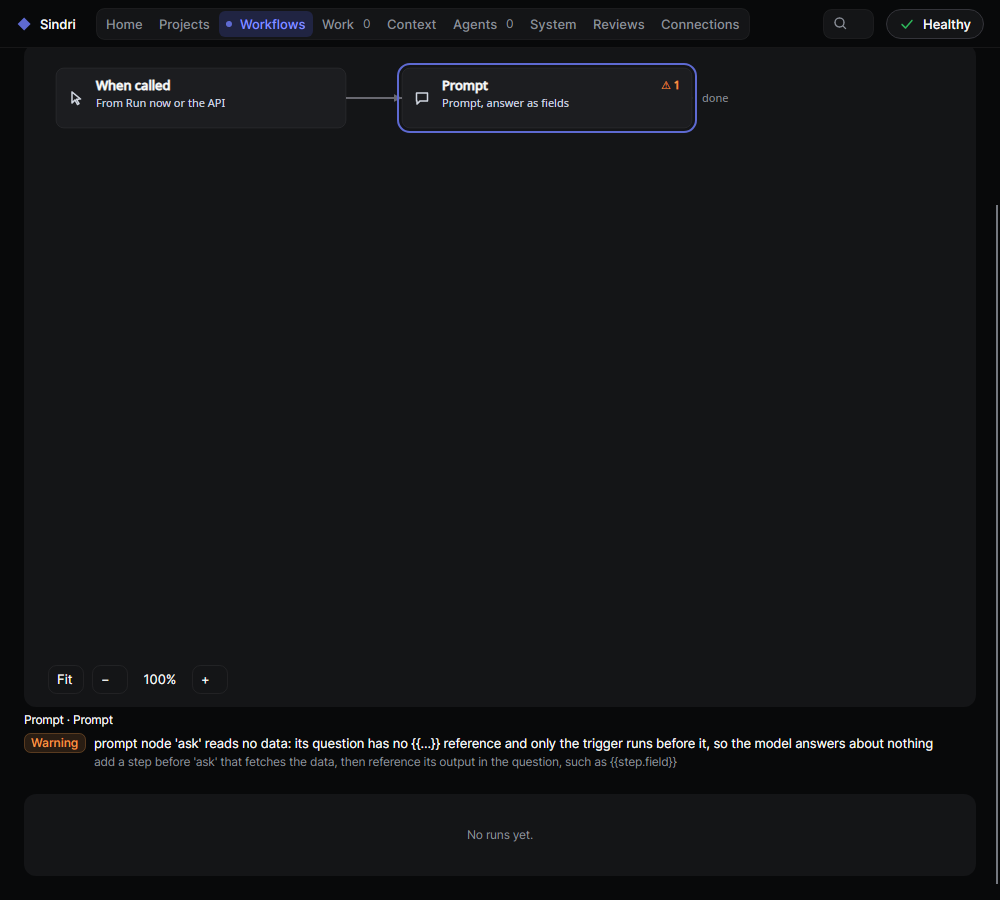 Sindri
Home Projects Workflows Work 0 Context Agents 0 System Reviews Connections
Healthy
When called
From Run now or the API
Prompt
Prompt, answer as fields
⚠ 1
done
Fit − 100% +
Prompt · Prompt
Warning prompt node 'ask' reads no data: its question has no {{...}} reference and only the trigger runs before it, so the model answers about nothing
add a step before 'ask' that fetches the data, then reference its output in the question, such as {{step.field}}
No runs yet.